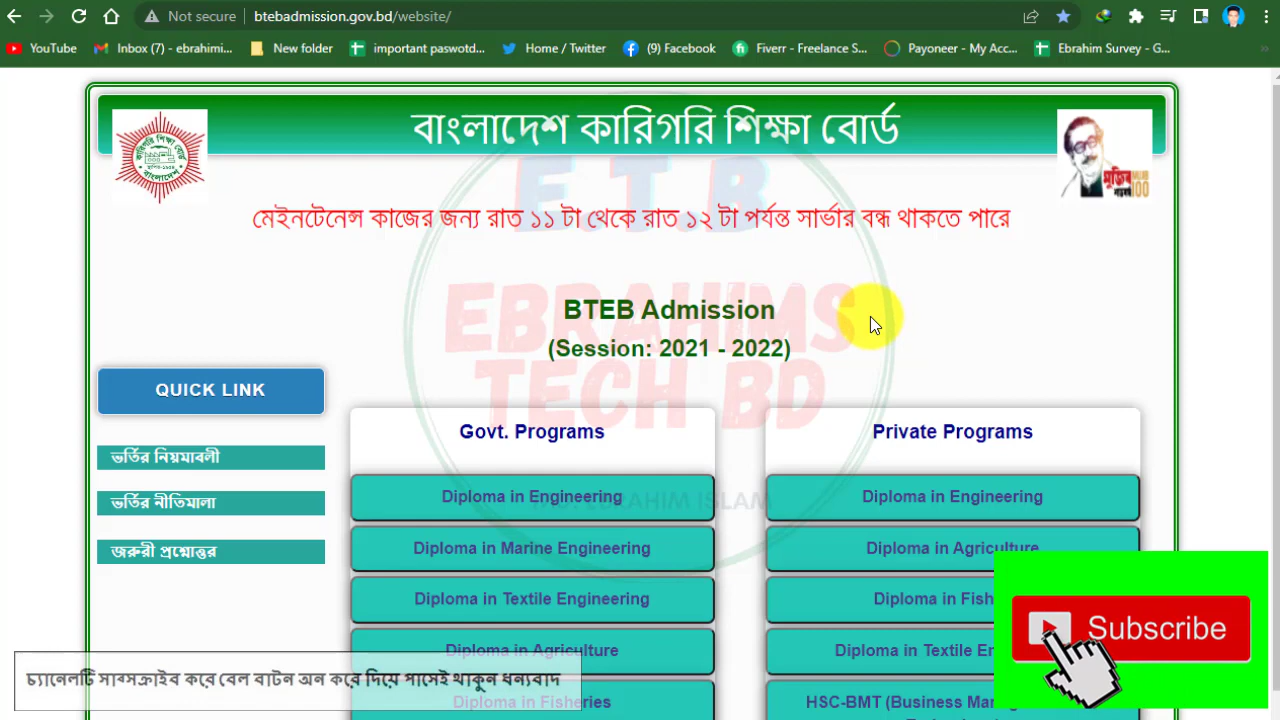 Not secure
btebadmission.gov.bd/website/
YouTube
Inbox (7) - ebrahimi...
New folder
important paswotd...
Home / Twitter
(9) Facebook
Fiverr - Freelance S...
Payoneer - My Acc...
Ebrahim Survey - G...
বাংলাদেশ কারিগরি শিক্ষা বোর্ড
মেইনটেনেন্স কাজের জন্য রাত ১১ টা থেকে রাত ১২ টা পর্যন্ত সার্ভার বন্ধ থাকতে পারে
E.T.B
EBRAHIMS
TECH BD
BTEB Admission
(Session: 2021 - 2022)
QUICK LINK
ভর্তির নিয়মাবলী
ভর্তির নীতিমালা
জরুরী প্রশ্নোত্তর
Govt. Programs
Diploma in Engineering
Diploma in Marine Engineering
Diploma in Textile Engineering
Diploma in Agriculture
Diploma in Fisheries
Private Programs
Diploma in Engineering
Diploma in Agriculture
Diploma in Fish
Diploma in Textile En
HSC-BMT (Business Man
Subscribe
চ্যানেলটি সাবসক্রাইব করে বেল বাটন অন করে দিয়ে পাসেই থাকুন ধন্যবাদ